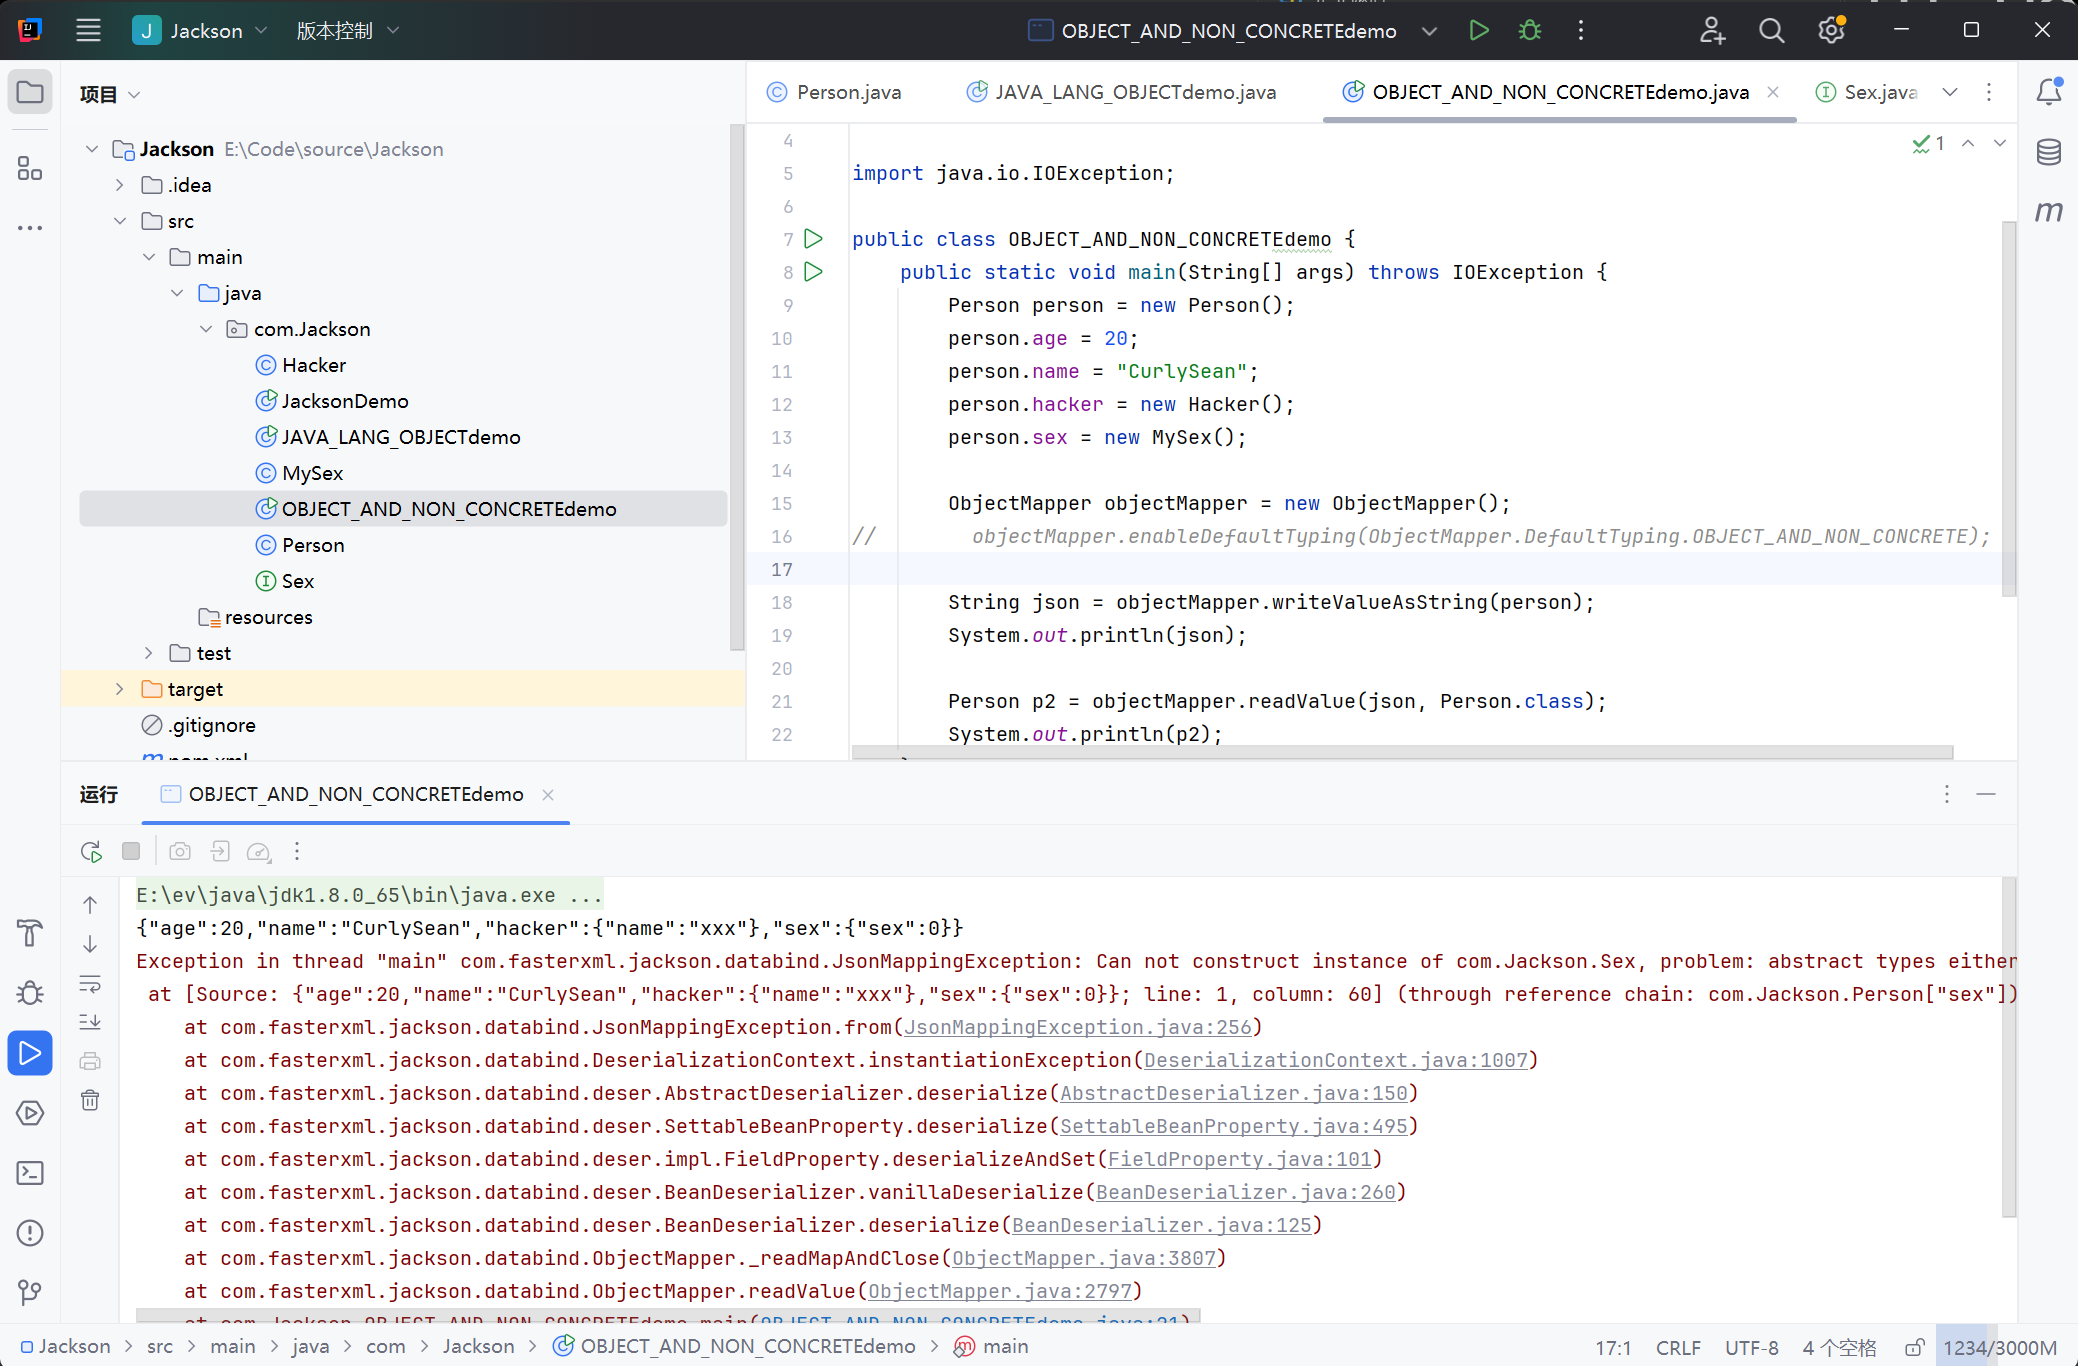 J Jackson 版本控制 OBJECT_AND_NON_CONCRETEdemo
项目
Person.java JAVA_LANG_OBJECTdemo.java OBJECT_AND_NON_CONCRETEdemo.java Sex.java
Jackson E:\Code\source\Jackson
.idea
src
main
java
com.Jackson
Hacker
JacksonDemo
JAVA_LANG_OBJECTdemo
MySex
OBJECT_AND_NON_CONCRETEdemo
Person
Sex
resources
test
target
.gitignore
pom.xml
1
4
5 import java.io.IOException;
6
7 public class OBJECT_AND_NON_CONCRETEdemo {
8 public static void main(String[] args) throws IOException {
9 Person person = new Person();
10 person.age = 20;
11 person.name = "CurlySean";
12 person.hacker = new Hacker();
13 person.sex = new MySex();
14
15 ObjectMapper objectMapper = new ObjectMapper();
16 // objectMapper.enableDefaultTyping(ObjectMapper.DefaultTyping.OBJECT_AND_NON_CONCRETE);
17
18 String json = objectMapper.writeValueAsString(person);
19 System.out.println(json);
20
21 Person p2 = objectMapper.readValue(json, Person.class);
22 System.out.println(p2);
运行 OBJECT_AND_NON_CONCRETEdemo
E:\ev\java\jdk1.8.0_65\bin\java.exe ...
{"age":20,"name":"CurlySean","hacker":{"name":"xxx"},"sex":{"sex":0}}
Exception in thread "main" com.fasterxml.jackson.databind.JsonMappingException: Can not construct instance of com.Jackson.Sex, problem: abstract types either
at [Source: {"age":20,"name":"CurlySean","hacker":{"name":"xxx"},"sex":{"sex":0}}; line: 1, column: 60] (through reference chain: com.Jackson.Person["sex"])
at com.fasterxml.jackson.databind.JsonMappingException.from(JsonMappingException.java:256)
at com.fasterxml.jackson.databind.DeserializationContext.instantiationException(DeserializationContext.java:1007)
at com.fasterxml.jackson.databind.deser.AbstractDeserializer.deserialize(AbstractDeserializer.java:150)
at com.fasterxml.jackson.databind.deser.SettableBeanProperty.deserialize(SettableBeanProperty.java:495)
at com.fasterxml.jackson.databind.deser.impl.FieldProperty.deserializeAndSet(FieldProperty.java:101)
at com.fasterxml.jackson.databind.deser.BeanDeserializer.vanillaDeserialize(BeanDeserializer.java:260)
at com.fasterxml.jackson.databind.deser.BeanDeserializer.deserialize(BeanDeserializer.java:125)
at com.fasterxml.jackson.databind.ObjectMapper._readMapAndClose(ObjectMapper.java:3807)
at com.fasterxml.jackson.databind.ObjectMapper.readValue(ObjectMapper.java:2797)
at com.Jackson.OBJECT_AND_NON_CONCRETEdemo.main(OBJECT_AND_NON_CONCRETEdemo.java:21)
Jackson src main java com Jackson OBJECT_AND_NON_CONCRETEdemo main 17:1 CRLF UTF-8 4 个空格 1234/3000M